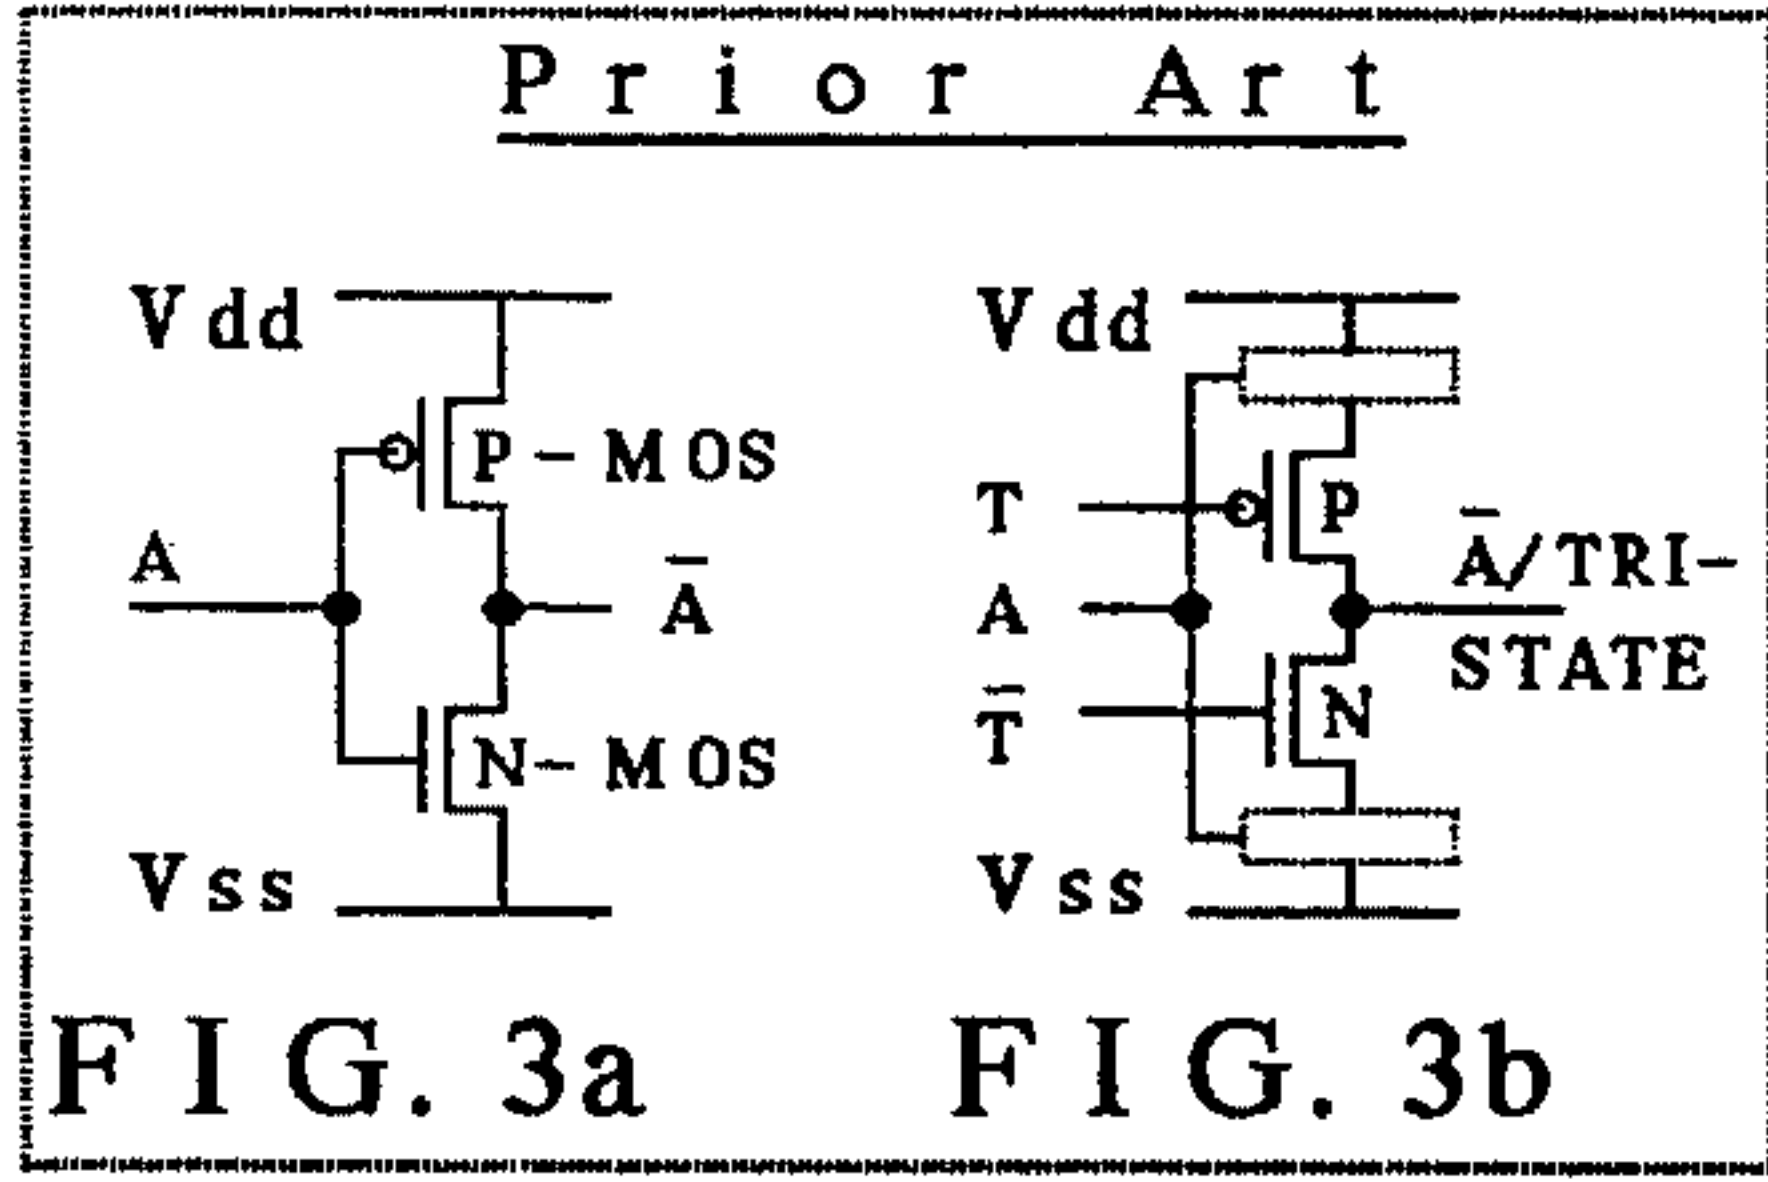 Prior Art
Vdd
P-MOS
A
A̅
N-MOS
Vss
FIG. 3a
Vdd
T
P
A
A̅/TRI-
STATE
T̅
N
Vss
FIG. 3b